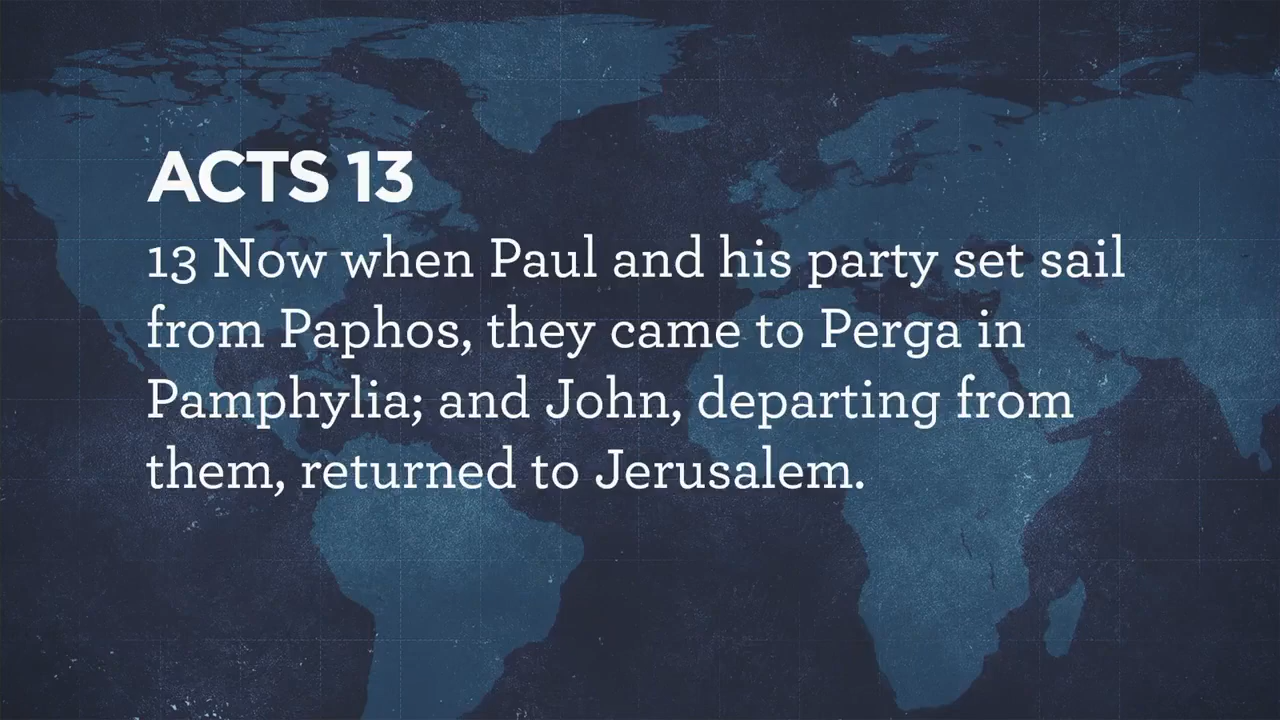 ACTS 13
13 Now when Paul and his party set sail
from Paphos, they came to Perga in
Pamphylia; and John, departing from
them, returned to Jerusalem.